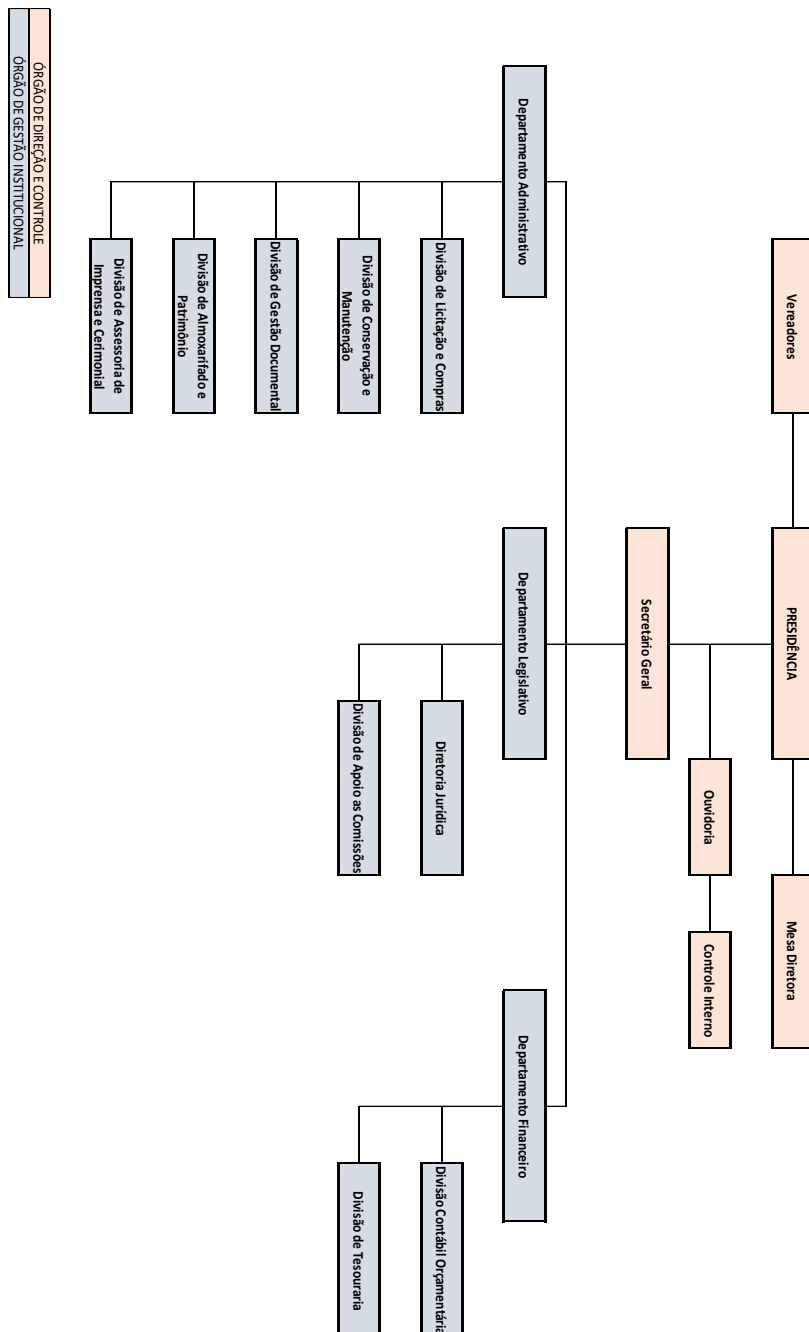 Vereadores
PRESIDÊNCIA
Mesa Diretora
Ouvidoria
Controle Interno
Secretário Geral
Departamento Administrativo
Departamento Legislativo
Departamento Financeiro
Divisão de Licitação e Compras
Diretoria Jurídica
Divisão Contábil Orçamentária
Divisão de Conservação e
Manutenção
Divisão de Apoio as Comissões
Divisão de Tesouraria
Divisão de Gestão Documental
Divisão de Almoxarifado e
Patrimônio
Divisão de Assessoria de
Imprensa e Cerimonial
ÓRGÃO DE DIREÇÃO E CONTROLE
ÓRGÃO DE GESTÃO INSTITUCIONAL